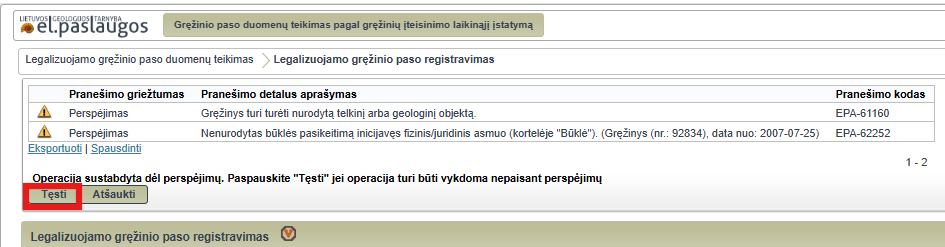 LIETUVOS GEOLOGIJOS TARNYBA
el.paslaugos
Gręžinio paso duomenų teikimas pagal gręžinių įteisinimo laikinąjį įstatymą
Legalizuojamo gręžinio paso duomenų teikimas
Legalizuojamo gręžinio paso registravimas
Pranešimo griežtumas Pranešimo detalus aprašymas Pranešimo kodas
Perspėjimas Gręžinys turi turėti nurodytą telkinį arba geologinį objektą. EPA-61160
Perspėjimas Nenurodytas būklės pasikeitimą inicijavęs fizinis/juridinis asmuo (kortelėje "Būklė"). (Gręžinys (nr.: 92834), data nuo: 2007-07-25) EPA-62252
Eksportuoti | Spausdinti
1 - 2
Operacija sustabdyta dėl perspėjimų. Paspauskite "Tęsti" jei operacija turi būti vykdoma nepaisant perspėjimų
Tęsti Atšaukti
Legalizuojamo gręžinio paso registravimas